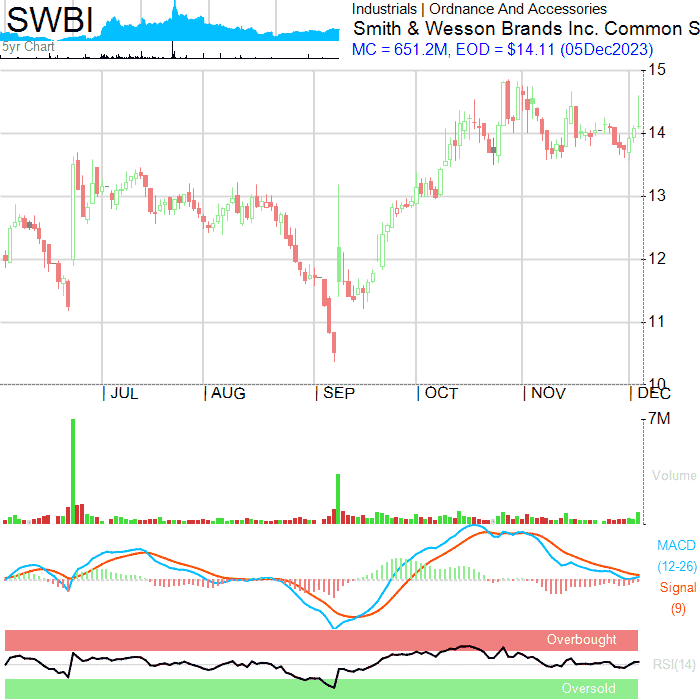 SWBI
5yr Chart
Industrials | Ordnance And Accessories
Smith & Wesson Brands Inc. Common S
MC = 651.2M, EOD = $14.11 (05Dec2023)
15
14
13
12
11
10
JUL AUG SEP OCT NOV DEC
7M
Volume
MACD
(12-26)
Signal
(9)
Overbought
RSI(14)
Oversold